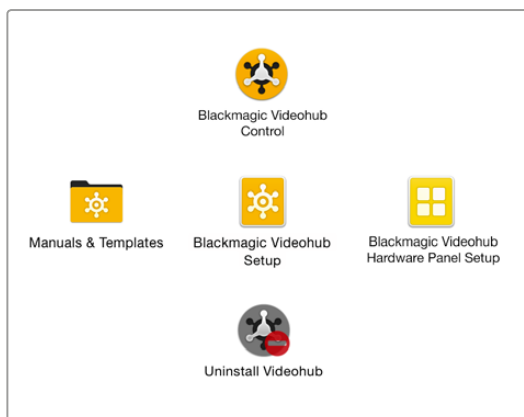 Blackmagic Videohub
Control
Manuals & Templates
Blackmagic Videohub
Setup
Blackmagic Videohub
Hardware Panel Setup
Uninstall Videohub